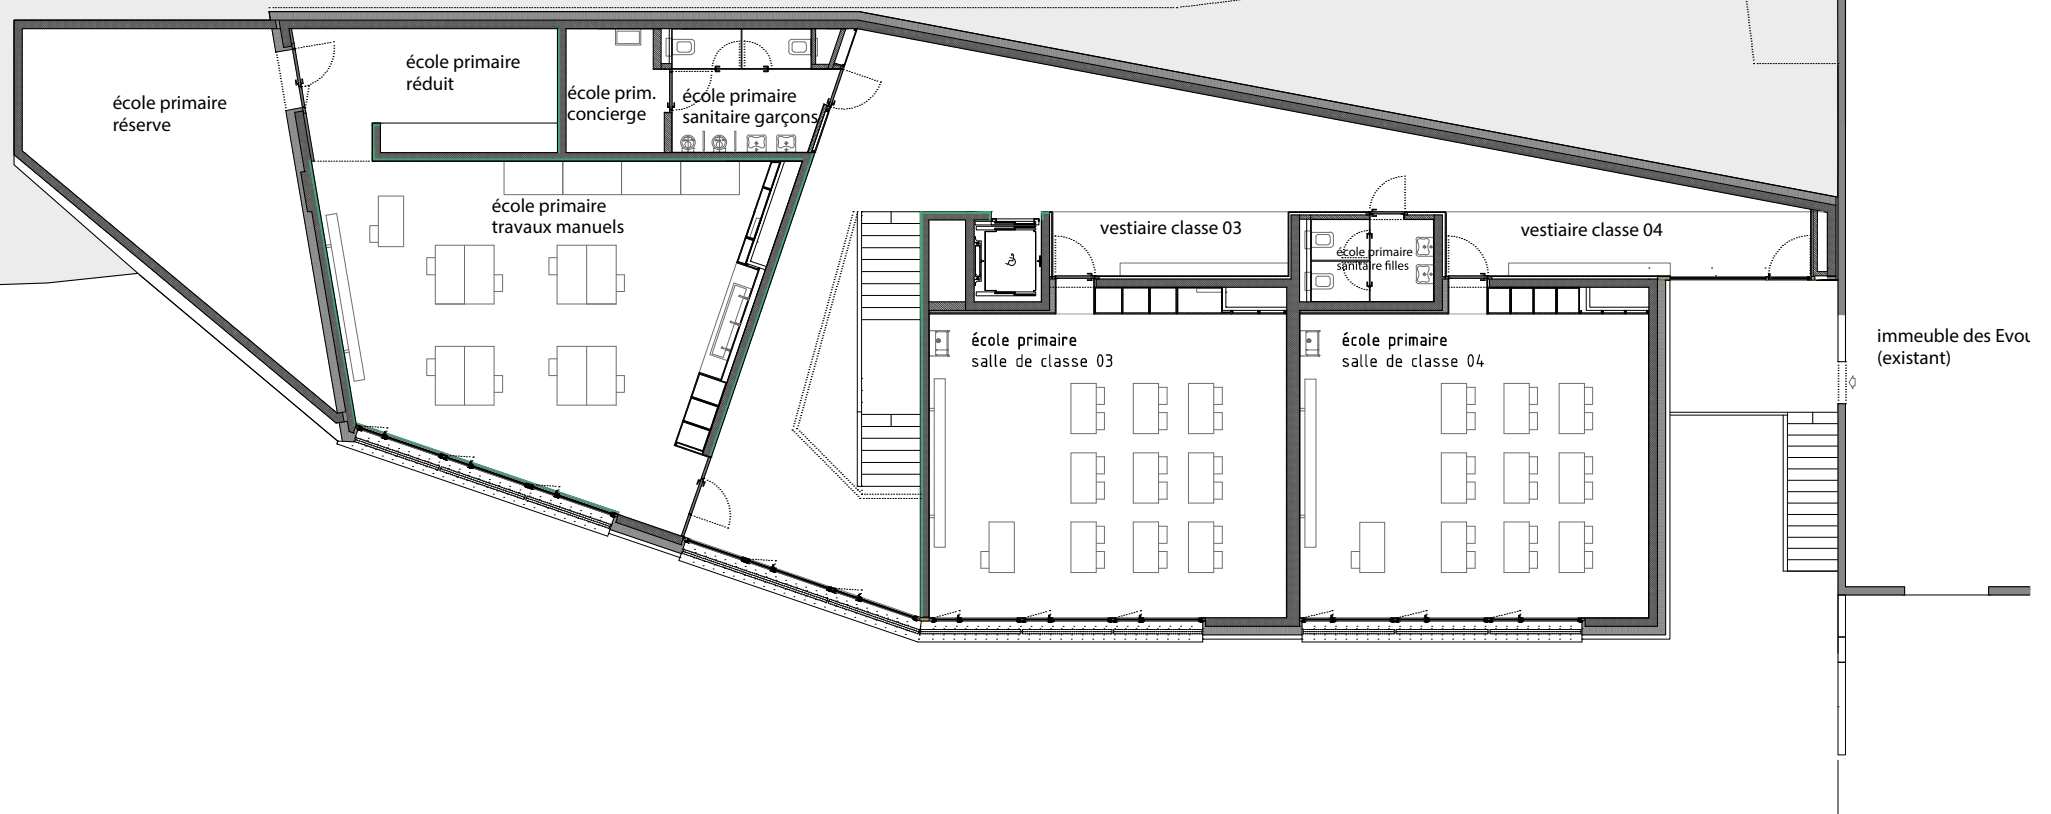 école primaire
réserve
école primaire
réduit
école prim.
concierge
école primaire
sanitaire garçons
école primaire
travaux manuels
vestiaire classe 03
école primaire
sanitaire filles
vestiaire classe 04
école primaire
salle de classe 03
école primaire
salle de classe 04
immeuble des Evou
(existant)